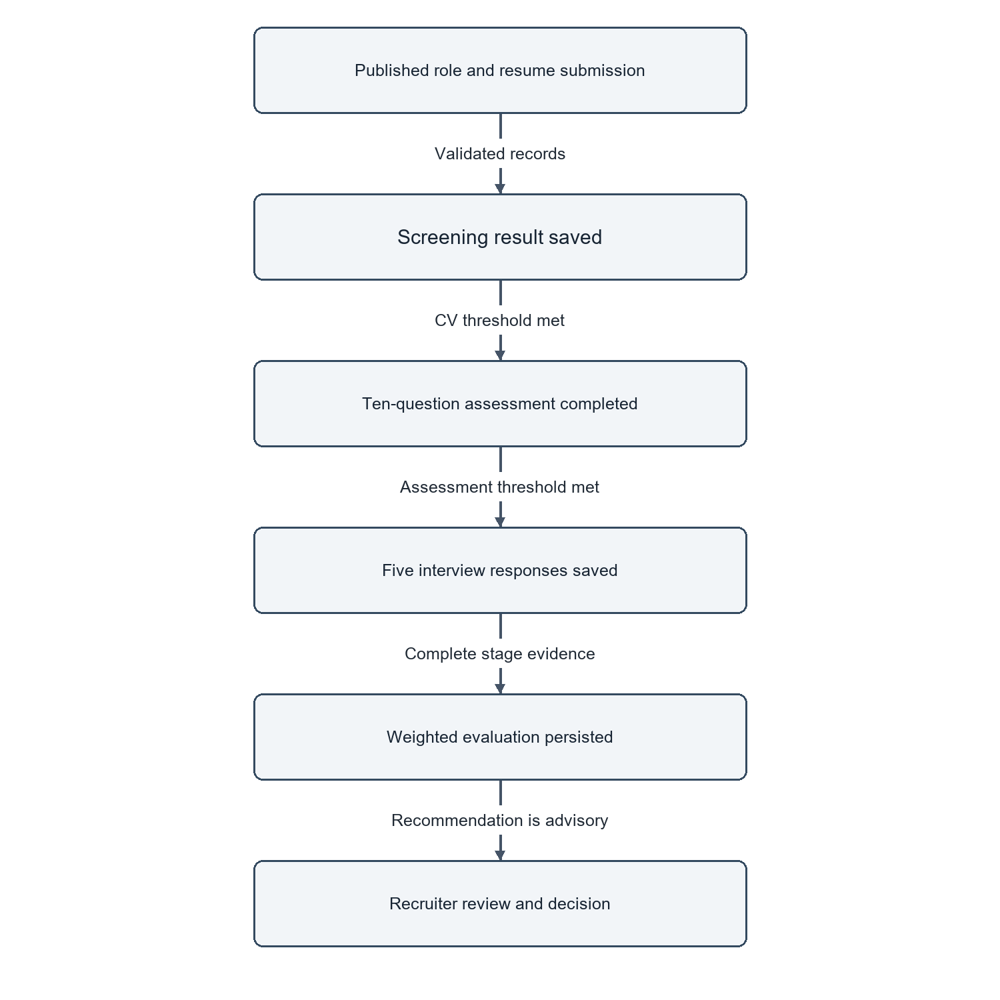 Published role and resume submission
Validated records
Screening result saved
CV threshold met
Ten-question assessment completed
Assessment threshold met
Five interview responses saved
Complete stage evidence
Weighted evaluation persisted
Recommendation is advisory
Recruiter review and decision